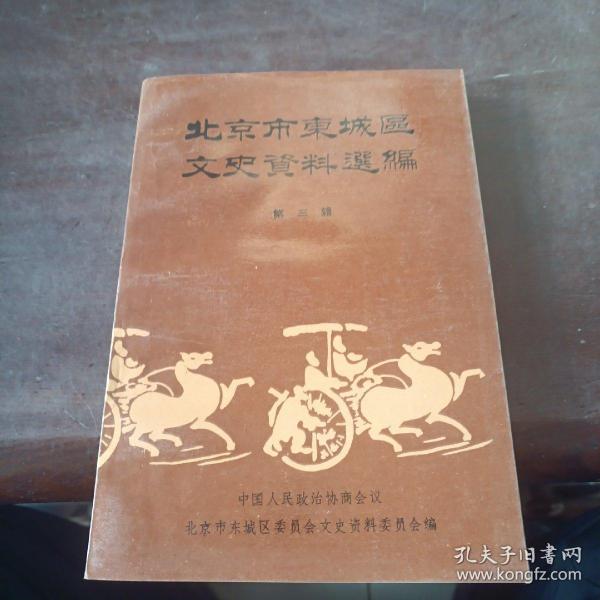 北京市東城區
文史資料選編
第三辑
中国人民政治协商会议
北京市东城区委员会文史资料委员会编
孔夫子旧书网
www.kongfz.com